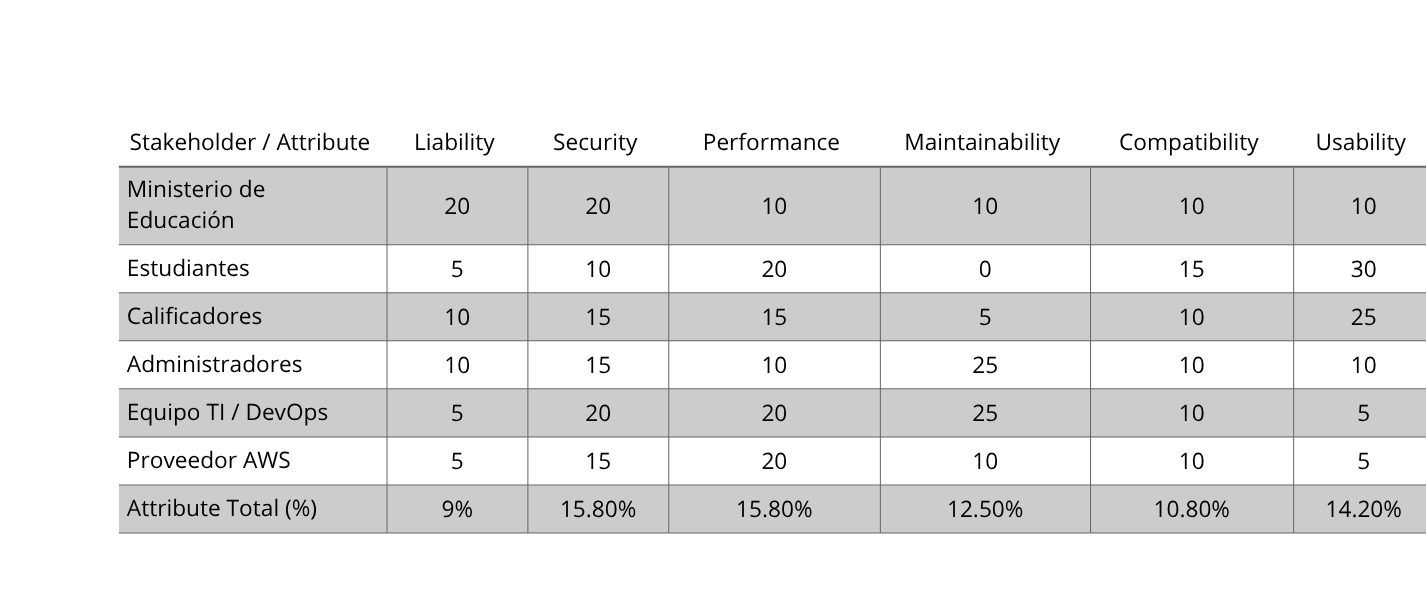 Stakeholder / Attribute Liability Security Performance Maintainability Compatibility Usability
Ministerio de
Educación 20 20 10 10 10 10
Estudiantes 5 10 20 0 15 30
Calificadores 10 15 15 5 10 25
Administradores 10 15 10 25 10 10
Equipo TI / DevOps 5 20 20 25 10 5
Proveedor AWS 5 15 20 10 10 5
Attribute Total (%) 9% 15.80% 15.80% 12.50% 10.80% 14.20%